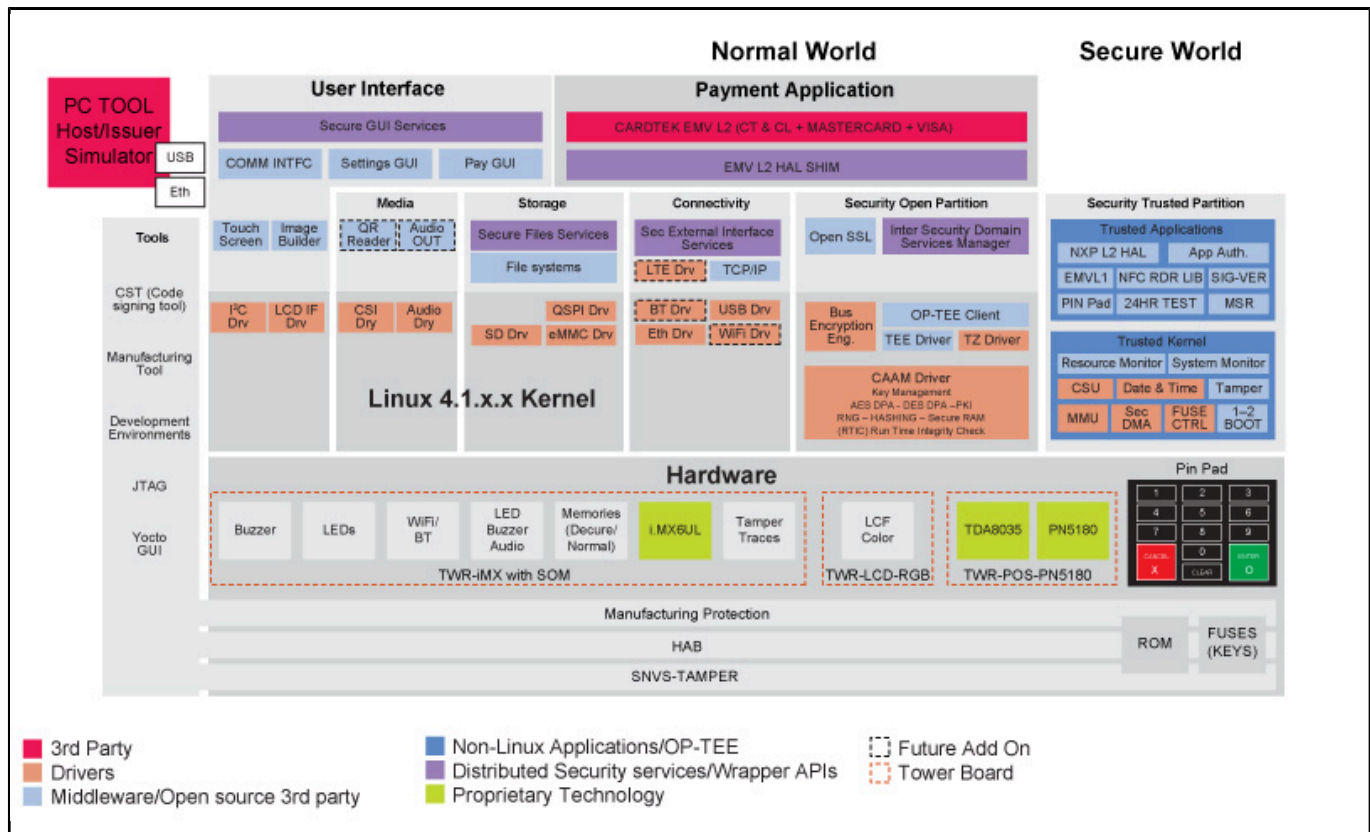 Normal World
Secure World
PC TOOL
Host/Issuer
Simulator
USB
Eth
User Interface
Secure GUI Services
COMM INTFC
Settings GUI
Pay GUI
Payment Application
CARDTEK EMV L2 (CT & CL + MASTERCARD + VISA)
EMV L2 HAL SHIM
Tools
CST (Code
signing tool)
Manufacturing
Tool
Development
Environments
JTAG
Yocto
GUI
Touch
Screen
Image
Builder
I²C
Drv
LCD IF
Drv
Media
QR
Reader
Audio
OUT
CSI
Dry
Audio
Dry
Storage
Secure Files Services
File systems
QSPI Drv
SD Drv
eMMC Drv
Linux 4.1.x.x Kernel
Connectivity
Sec External Interface
Services
LTE Drv
TCP/IP
BT Drv
USB Drv
Eth Drv
WiFi Drv
Security Open Partition
Open SSL
Inter Security Domain
Services Manager
Bus
Encryption
Eng.
OP-TEE Client
TEE Driver
TZ Driver
CAAM Driver
Key Management
AES DPA – DES DPA –PKI
RNG – HASHING – Secure RAM
(RTIC) Run Time Integrity Check
Security Trusted Partition
Trusted Applications
NXP L2 HAL
App Auth.
EMVL1
NFC RDR LIB
SIG-VER
PIN Pad
24HR TEST
MSR
Trusted Kernel
Resource Monitor
System Monitor
CSU
Date & Time
Tamper
MMU
Sec
DMA
FUSE
CTRL
1–2
BOOT
Hardware
Buzzer
LEDs
WiFi/
BT
LED
Buzzer
Audio
Memories
(Decure/
Normal)
i.MX6UL
Tamper
Traces
TWR-iMX with SOM
LCF
Color
TWR-LCD-RGB
TDA8035
PN5180
TWR-POS-PN5180
Pin Pad
1
2
3
4
5
6
7
8
9
CANCEL
X
0
CLEAR
ENTER
O
Manufacturing Protection
HAB
SNVS-TAMPER
ROM
FUSES
(KEYS)
3rd Party
Drivers
Middleware/Open source 3rd party
Non-Linux Applications/OP-TEE
Distributed Security services/Wrapper APIs
Proprietary Technology
Future Add On
Tower Board